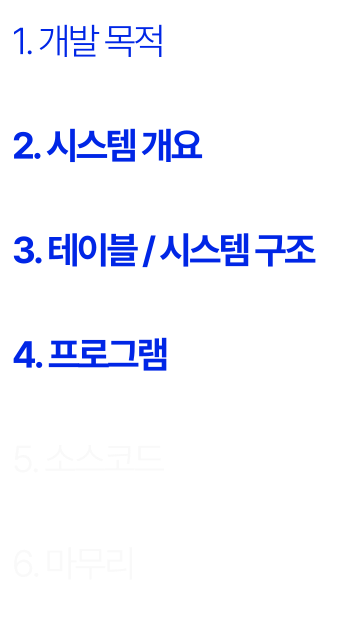 1. 개발 목적
2. 시스템 개요
3. 테이블 / 시스템 구조
4. 프로그램
5. 소스코드
6. 마무리